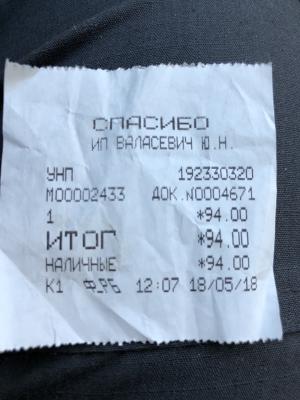 СПАСИБО
ИП ВАЛАСЕВИЧ Ю.Н.
УНП 192330320
М00002433 ДОК.N0004671
1 *94.00
ИТОГ *94.00
НАЛИЧНЫЕ *94.00
К1 ФРБ 12:07 18/05/18